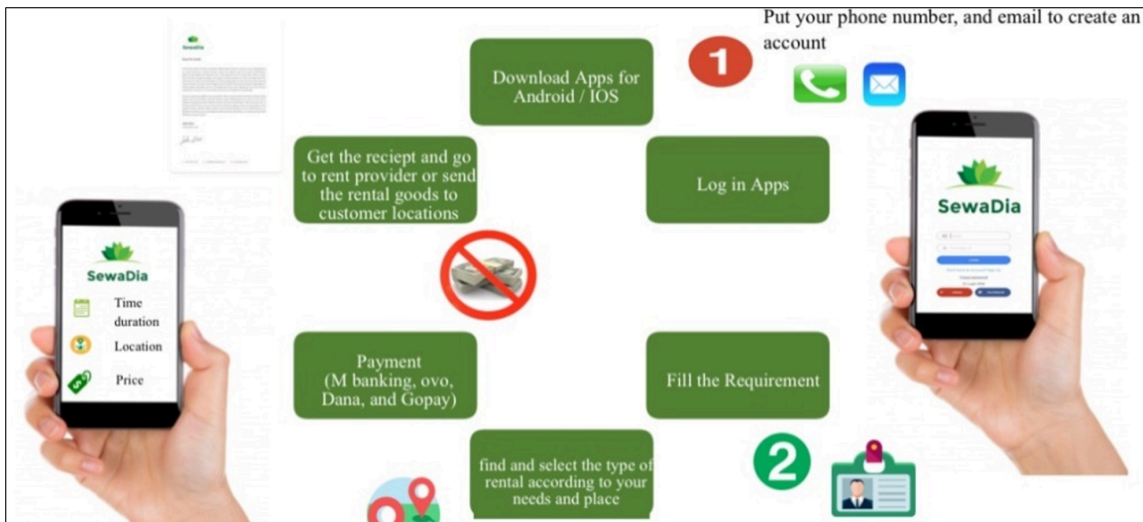 Put your phone number, and email to create an
account
1
SewaDia
Download Apps for
Android / IOS
Get the reciept and go
to rent provider or send
the rental goods to
customer locations
Log in Apps
SewaDia
SewaDia
Time
duration
Location
Price
Payment
(M banking, ovo,
Dana, and Gopay)
Fill the Requirement
find and select the type of
rental according to your
needs and place
2